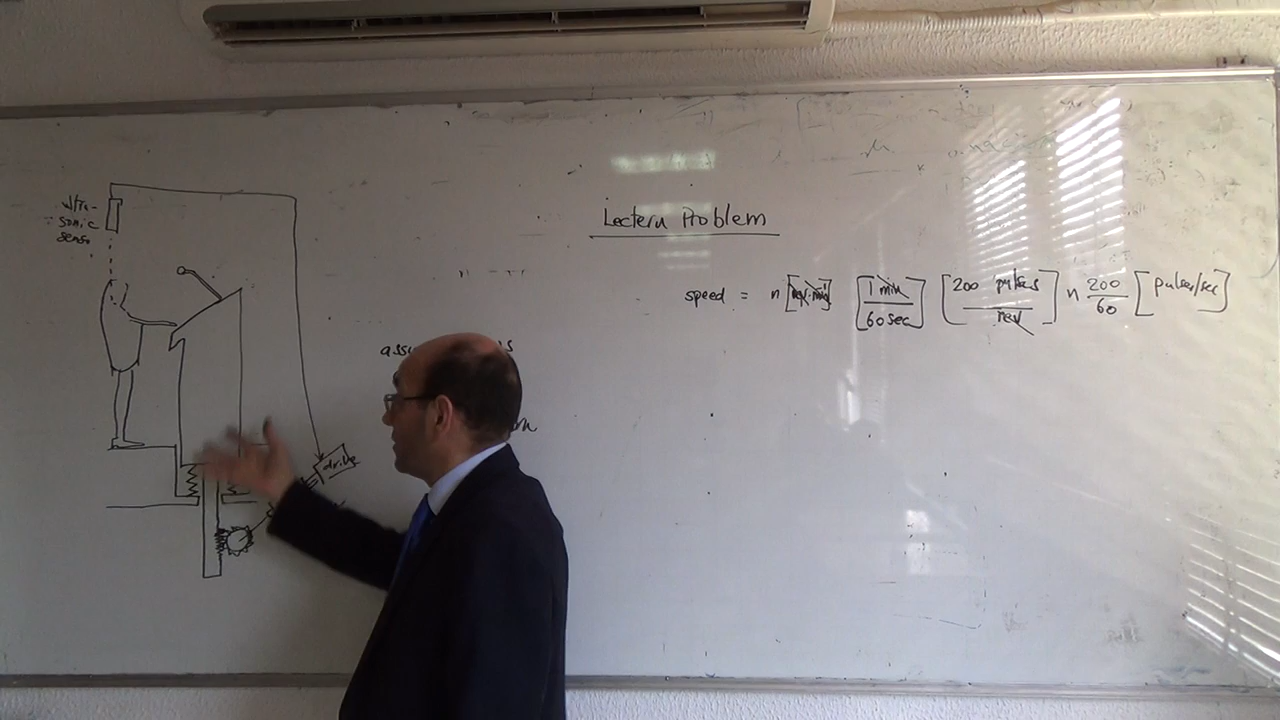 Ultra-
sonic
sensor
Lectern Problem
speed = n [rev/min] [1 min / 60 sec] [200 pulses / rev] n 200/60 [pulses/sec]
drive